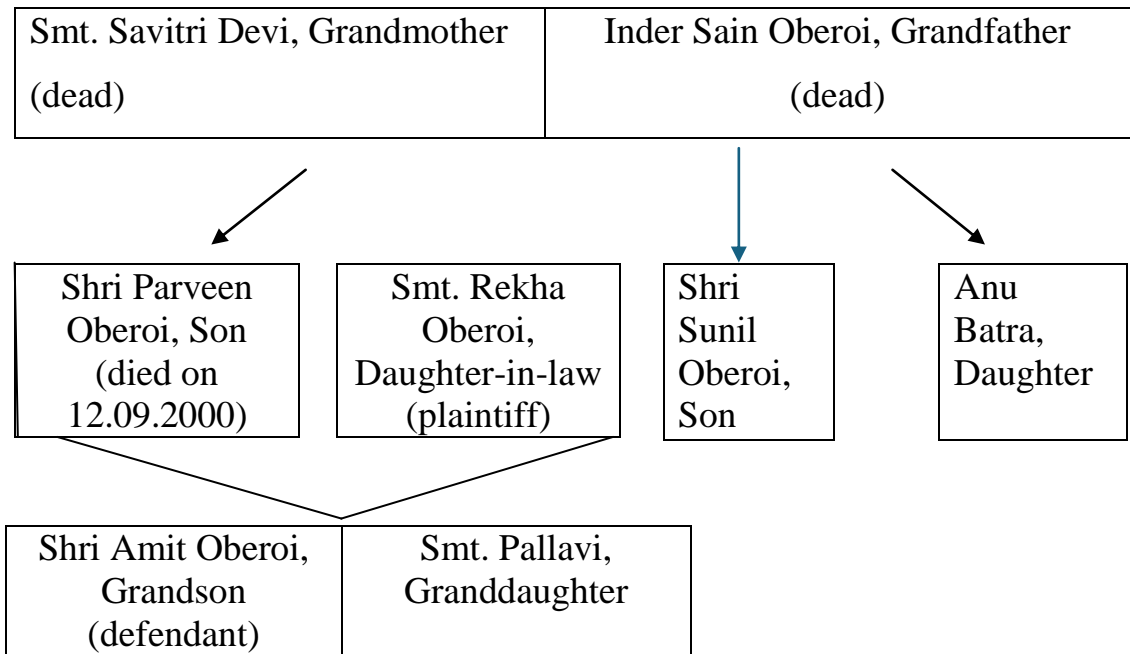 Smt. Savitri Devi, Grandmother
(dead)
Inder Sain Oberoi, Grandfather
(dead)
Shri Parveen
Oberoi, Son
(died on
12.09.2000)
Smt. Rekha
Oberoi,
Daughter-in-law
(plaintiff)
Shri
Sunil
Oberoi,
Son
Anu
Batra,
Daughter
Shri Amit Oberoi,
Grandson
(defendant)
Smt. Pallavi,
Granddaughter